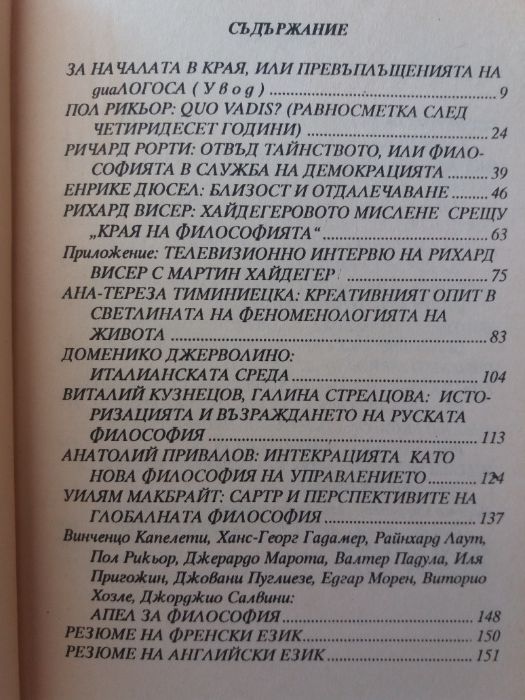 СЪДЪРЖАНИЕ
ЗА НАЧАЛАТА В КРАЯ, ИЛИ ПРЕВЪПЛЪЩЕНИЯТА НА
диаЛОГОСА ( У в о д ) 9
ПОЛ РИКЬОР: QUO VADIS? (РАВНОСМЕТКА СЛЕД
ЧЕТИРИДЕСЕТ ГОДИНИ) 24
РИЧАРД РОРТИ: ОТВЪД ТАЙНСТВОТО, ИЛИ ФИЛО-
СОФИЯТА В СЛУЖБА НА ДЕМОКРАЦИЯТА 39
ЕНРИКЕ ДЮСЕЛ: БЛИЗОСТ И ОТДАЛЕЧАВАНЕ 46
РИХАРД ВИСЕР: ХАЙДЕГЕРОВОТО МИСЛЕНЕ СРЕЩУ
„КРАЯ НА ФИЛОСОФИЯТА“ 63
Приложение: ТЕЛЕВИЗИОННО ИНТЕРВЮ НА РИХАРД
ВИСЕР С МАРТИН ХАЙДЕГЕР 75
АНА-ТЕРЕЗА ТИМИНИЕЦКА: КРЕАТИВНИЯТ ОПИТ В
СВЕТЛИНАТА НА ФЕНОМЕНОЛОГИЯТА НА
ЖИВОТА 83
ДОМЕНИКО ДЖЕРВОЛИНО:
ИТАЛИАНСКАТА СРЕДА 104
ВИТАЛИЙ КУЗНЕЦОВ, ГАЛИНА СТРЕЛЦОВА: ИСТО-
РИЗАЦИЯТА И ВЪЗРАЖДАНЕТО НА РУСКАТА
ФИЛОСОФИЯ 113
АНАТОЛИЙ ПРИВАЛОВ: ИНТЕКРАЦИЯТА КАТО
НОВА ФИЛОСОФИЯ НА УПРАВЛЕНИЕТО 124
УИЛЯМ МАКБРАЙТ: САРТР И ПЕРСПЕКТИВИТЕ НА
ГЛОБАЛНАТА ФИЛОСОФИЯ 137
Винченцо Капелети, Ханс-Георг Гадамер, Райнхард Лаут,
Пол Рикьор, Джерардо Марота, Валтер Падула, Иля
Пригожин, Джовани Пуглиезе, Едгар Морен, Виторио
Хозле, Джорджио Салвини:
АПЕЛ ЗА ФИЛОСОФИЯ 148
РЕЗЮМЕ НА ФРЕНСКИ ЕЗИК 150
РЕЗЮМЕ НА АНГЛИЙСКИ ЕЗИК 151